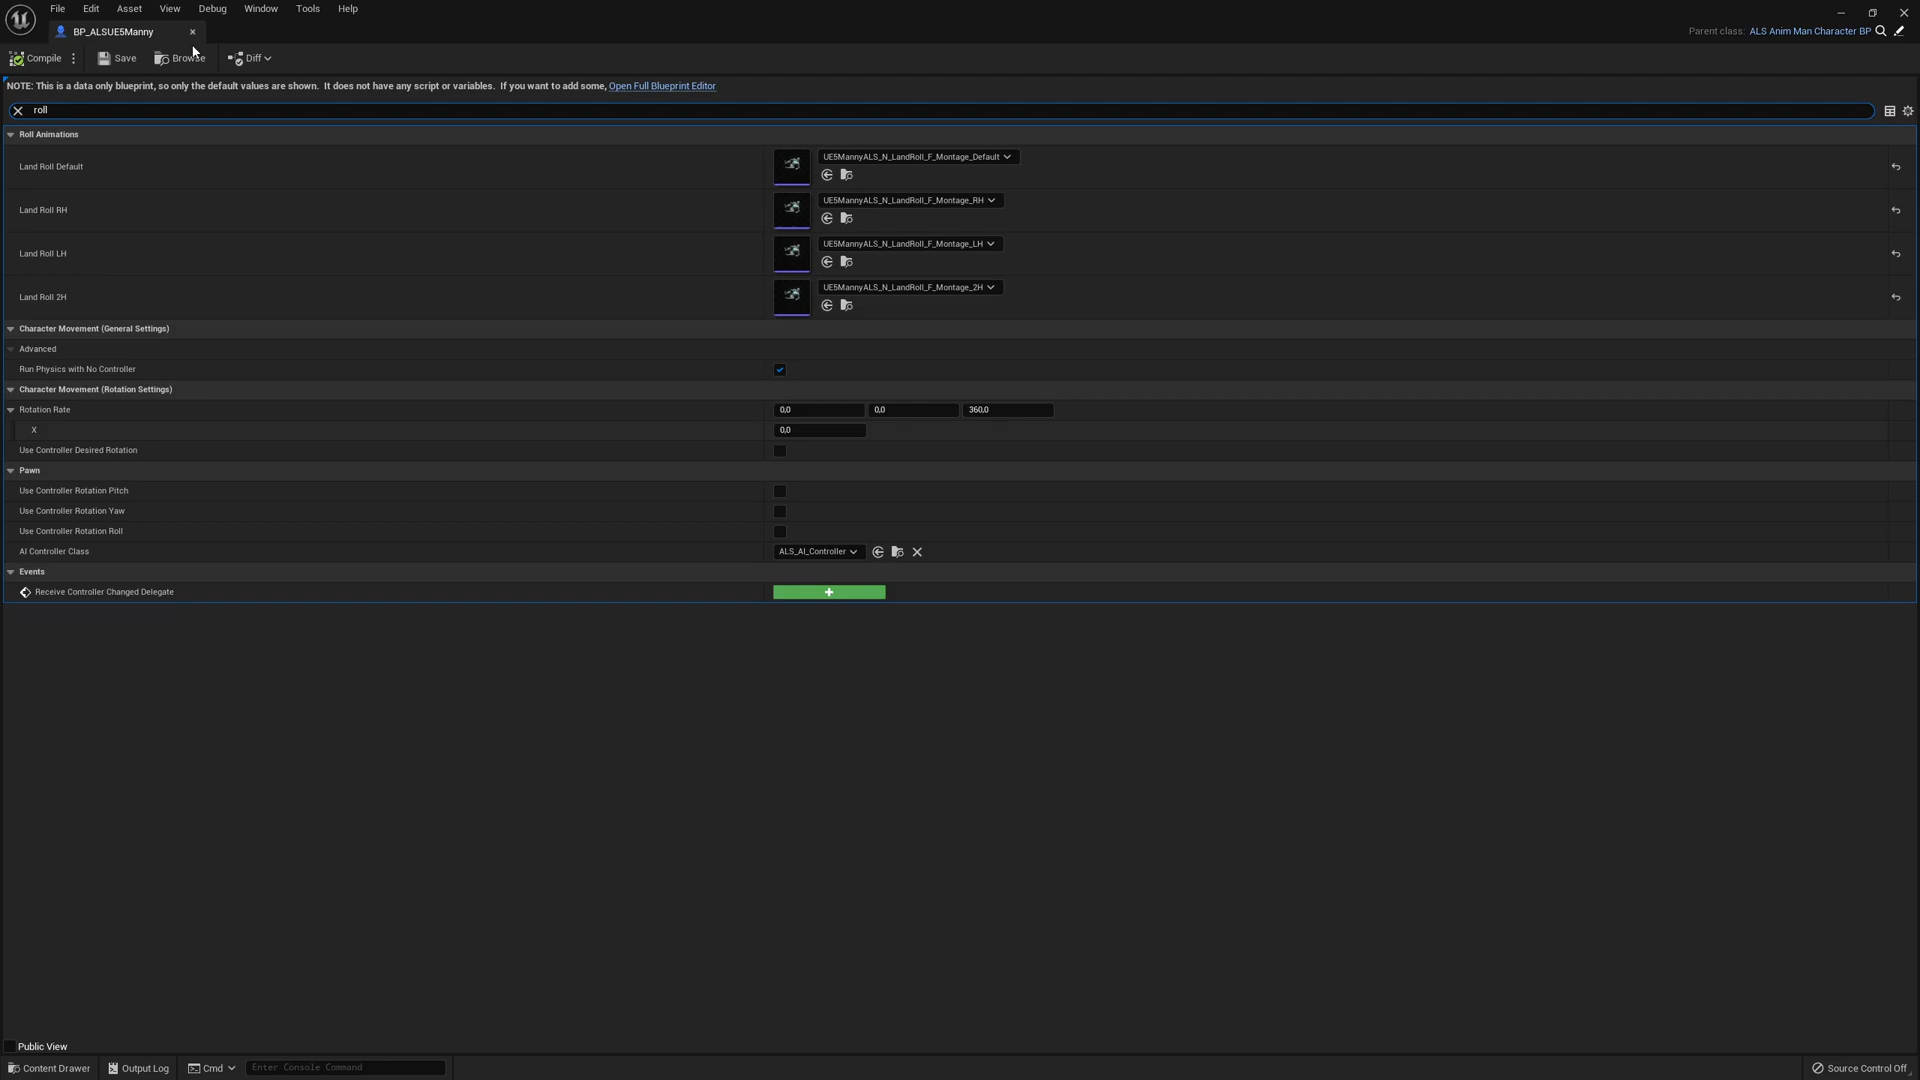 File Edit Asset View Debug Window Tools Help
BP_ALSUE5Manny
Parent class: ALS Anim Man Character BP
Compile Save Browse Diff
NOTE: This is a data only blueprint, so only the default values are shown. It does not have any script or variables. If you want to add some, Open Full Blueprint Editor
roll
Roll Animations
Land Roll Default UE5MannyALS_N_LandRoll_F_Montage_Default
Land Roll RH UE5MannyALS_N_LandRoll_F_Montage_RH
Land Roll LH UE5MannyALS_N_LandRoll_F_Montage_LH
Land Roll 2H UE5MannyALS_N_LandRoll_F_Montage_2H
Character Movement (General Settings)
Advanced
Run Physics with No Controller
Character Movement (Rotation Settings)
Rotation Rate 0,0 0,0 360,0
X 0,0
Use Controller Desired Rotation
Pawn
Use Controller Rotation Pitch
Use Controller Rotation Yaw
Use Controller Rotation Roll
AI Controller Class ALS_AI_Controller
Events
Receive Controller Changed Delegate
Public View
Content Drawer Output Log Cmd Enter Console Command Source Control Off